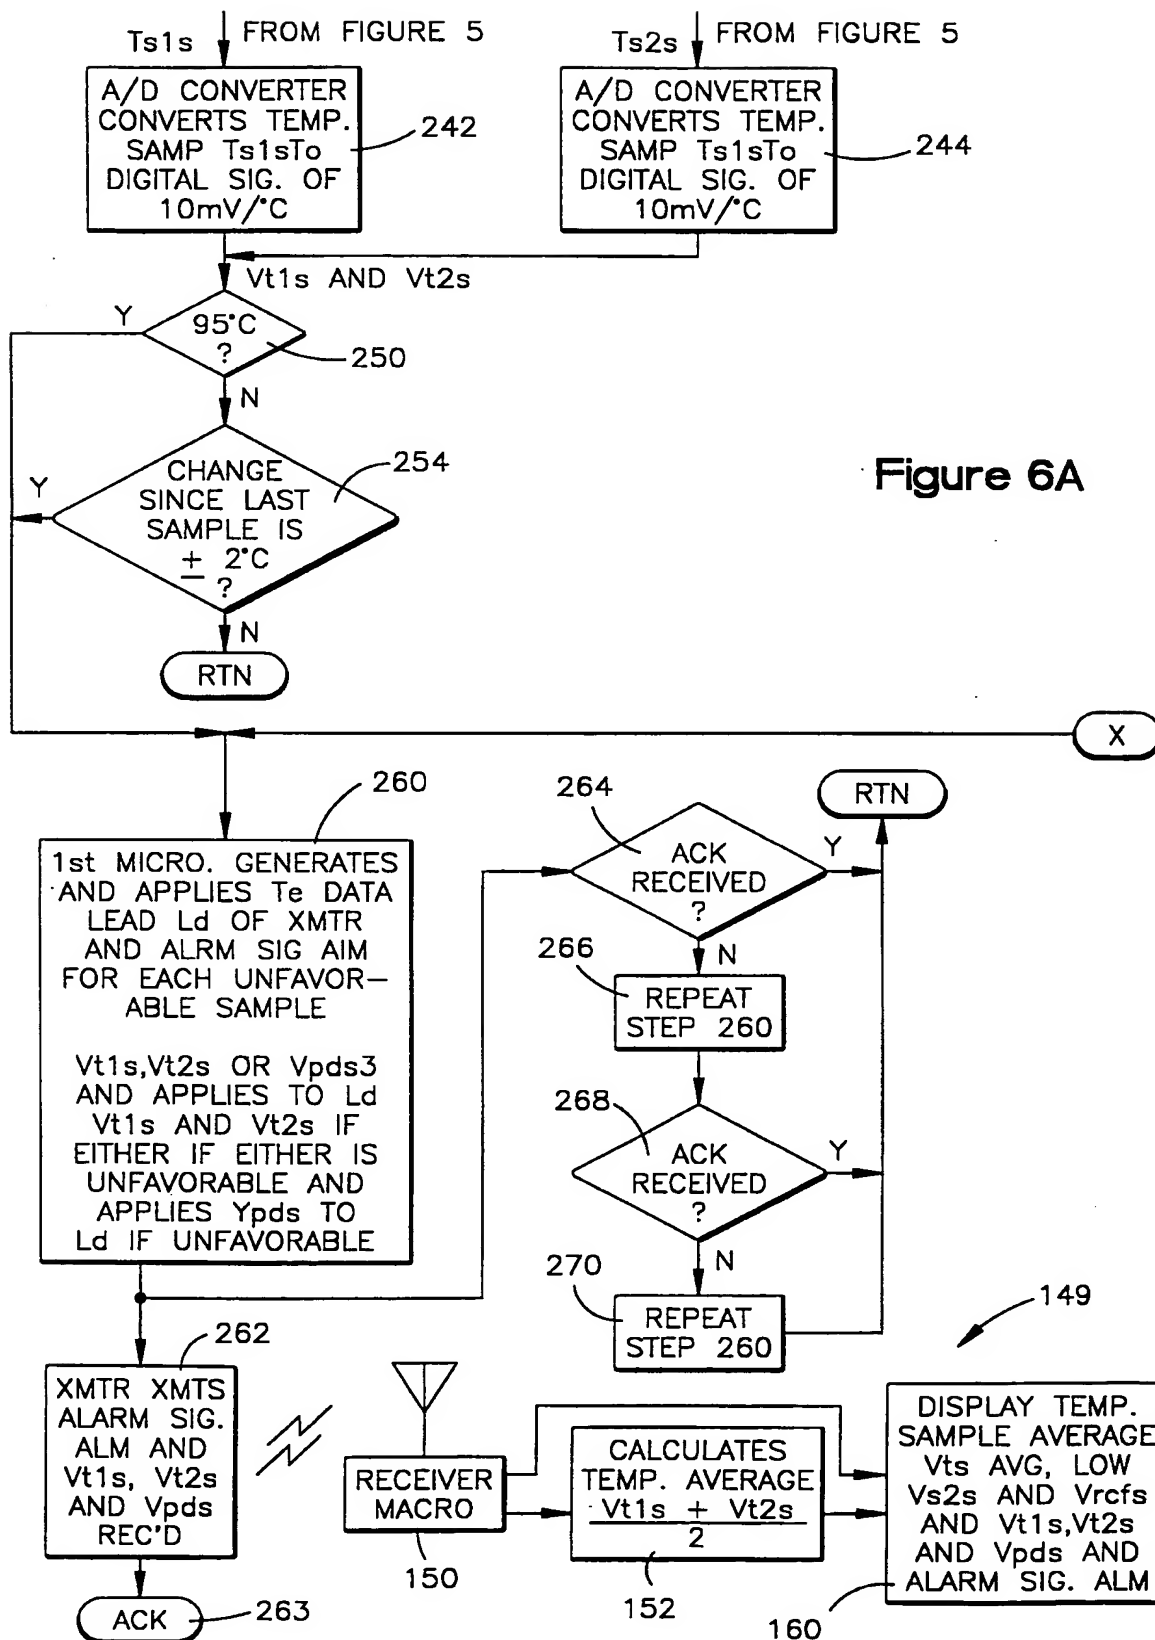 Ts1s FROM FIGURE 5
Ts2s FROM FIGURE 5
A/D CONVERTER
CONVERTS TEMP.
SAMP Ts1sTo
DIGITAL SIG. OF
10mV/°C
242
A/D CONVERTER
CONVERTS TEMP.
SAMP Ts1sTo
DIGITAL SIG. OF
10mV/°C
244
Vt1s AND Vt2s
Y
95°C
?
250
N
Figure 6A
Y
CHANGE
SINCE LAST
SAMPLE IS
± 2°C
?
254
N
RTN
X
260
1st MICRO. GENERATES
AND APPLIES Te DATA
LEAD Ld OF XMTR
AND ALRM SIG AIM
FOR EACH UNFAVOR-
ABLE SAMPLE
Vt1s,Vt2s OR Vpds3
AND APPLIES TO Ld
Vt1s AND Vt2s IF
EITHER IF EITHER IS
UNFAVORABLE AND
APPLIES Ypds TO
Ld IF UNFAVORABLE
264
ACK
RECEIVED
?
Y
RTN
N
266
REPEAT
STEP 260
268
ACK
RECEIVED
?
Y
N
270
REPEAT
STEP 260
149
262
XMTR XMTS
ALARM SIG.
ALM AND
Vt1s, Vt2s
AND Vpds
REC'D
ACK
263
RECEIVER
MACRO
150
CALCULATES
TEMP. AVERAGE
Vt1s + Vt2s
2
152
DISPLAY TEMP.
SAMPLE AVERAGE
Vts AVG, LOW
Vs2s AND Vrcfs
AND Vt1s,Vt2s
AND Vpds AND
ALARM SIG. ALM
160